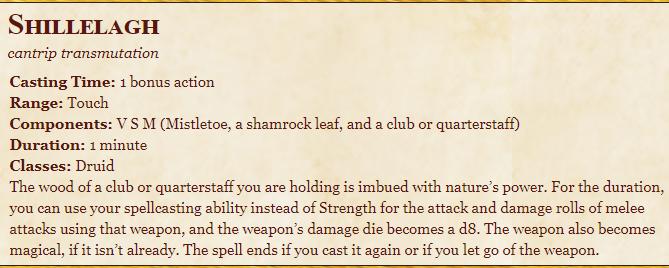 Shillelagh
cantrip transmutation
Casting Time: 1 bonus action
Range: Touch
Components: V S M (Mistletoe, a shamrock leaf, and a club or quarterstaff)
Duration: 1 minute
Classes: Druid
The wood of a club or quarterstaff you are holding is imbued with nature’s power. For the duration,
you can use your spellcasting ability instead of Strength for the attack and damage rolls of melee
attacks using that weapon, and the weapon’s damage die becomes a d8. The weapon also becomes
magical, if it isn’t already. The spell ends if you cast it again or if you let go of the weapon.